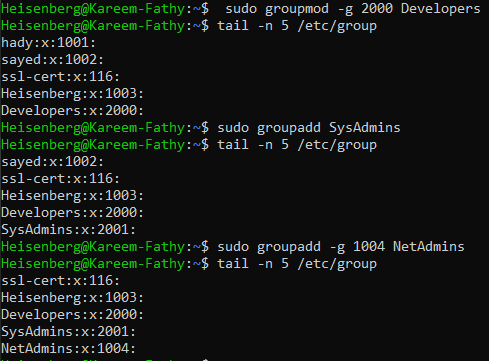 Heisenberg@Kareem-Fathy:~$  sudo groupmod -g 2000 Developers
Heisenberg@Kareem-Fathy:~$ tail -n 5 /etc/group
hady:x:1001:
sayed:x:1002:
ssl-cert:x:116:
Heisenberg:x:1003:
Developers:x:2000:
Heisenberg@Kareem-Fathy:~$ sudo groupadd SysAdmins
Heisenberg@Kareem-Fathy:~$ tail -n 5 /etc/group
sayed:x:1002:
ssl-cert:x:116:
Heisenberg:x:1003:
Developers:x:2000:
SysAdmins:x:2001:
Heisenberg@Kareem-Fathy:~$ sudo groupadd -g 1004 NetAdmins
Heisenberg@Kareem-Fathy:~$ tail -n 5 /etc/group
ssl-cert:x:116:
Heisenberg:x:1003:
Developers:x:2000:
SysAdmins:x:2001:
NetAdmins:x:1004: